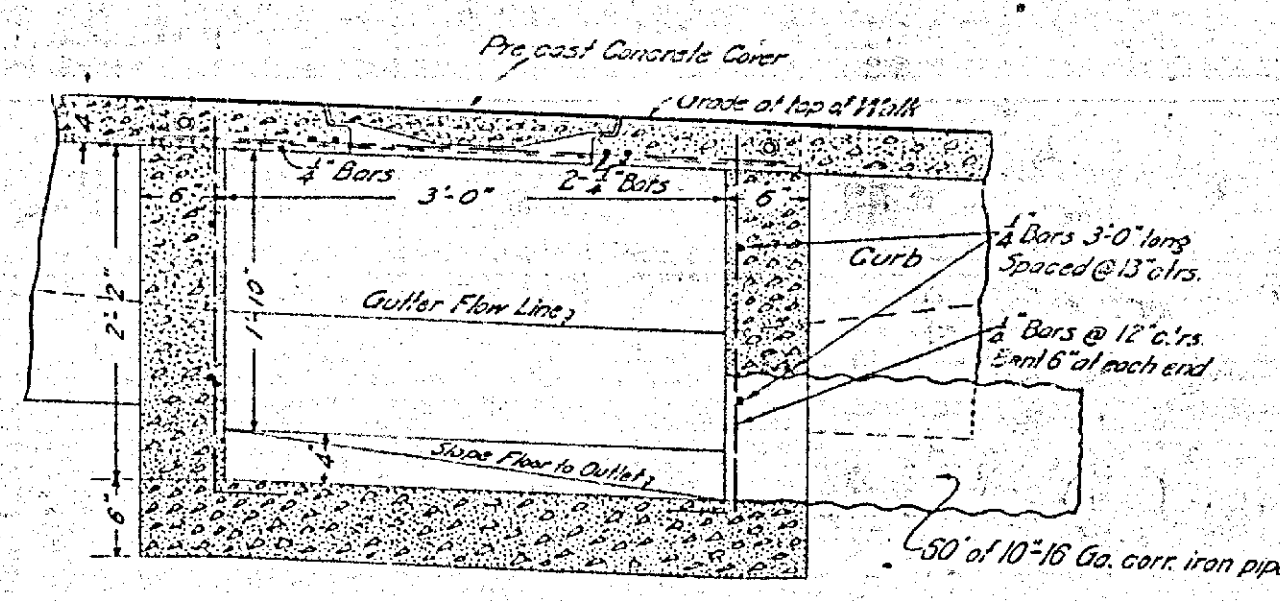 Pre cast Concrete Cover
Grade at top of Walk
4"
1/4" Bars
2-1/4" Bars
6"
3'-0"
6"
1/4" Bars 3'-0" long
Spaced @ 13" ctrs.
Curb
2'-2"
1'-10"
Gutter Flow Line
1/4" Bars @ 12" c.'rs.
Bent 6" at each end
Slope Floor to Outlet
4"
6"
50' of 10"-16 Ga. corr. iron pipe